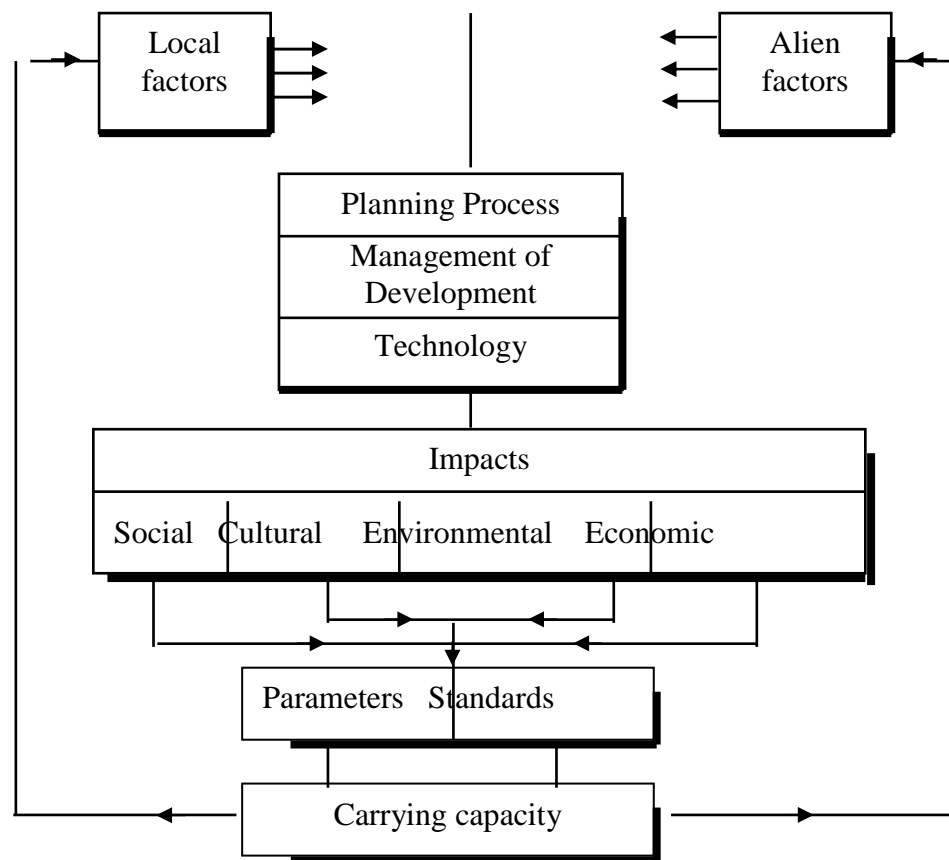 Local
factors
Alien
factors
Planning Process
Management of
Development
Technology
Impacts
Social Cultural Environmental Economic
Parameters Standards
Carrying capacity